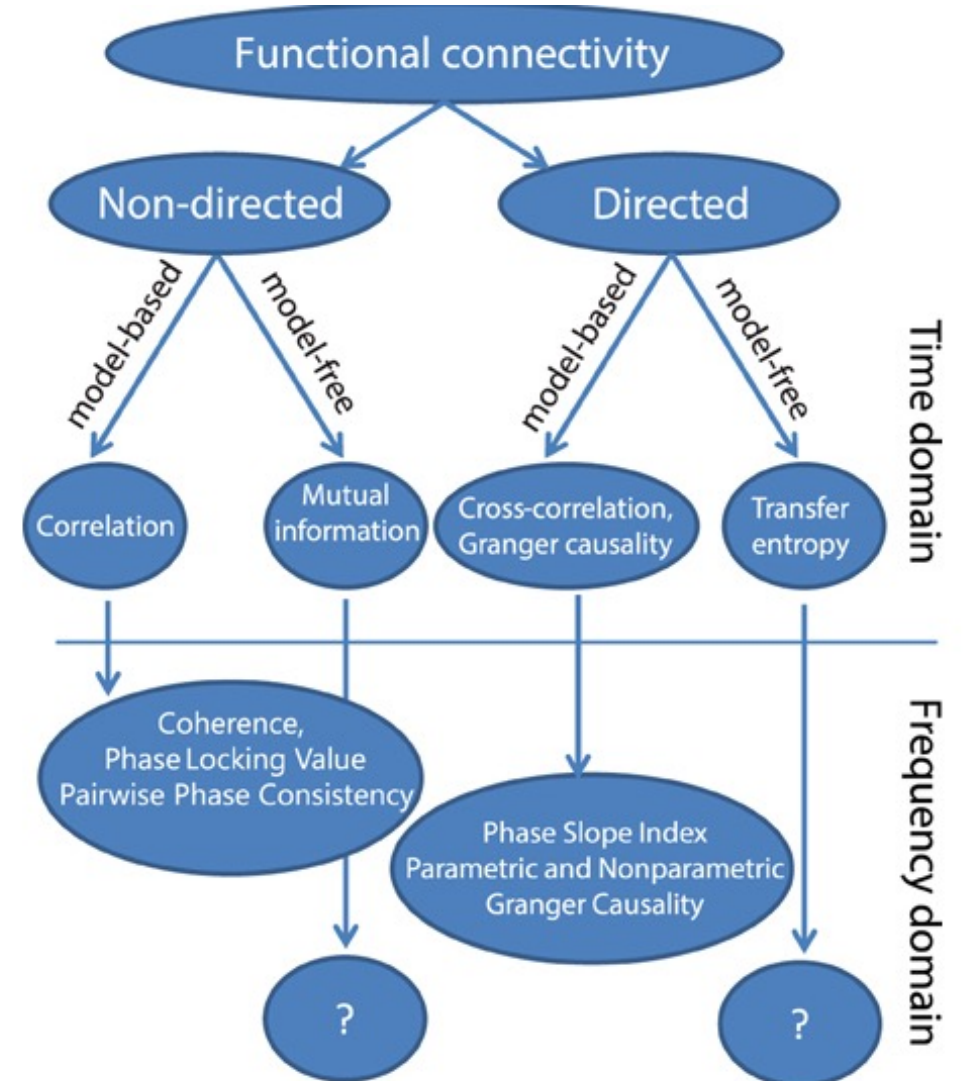 Functional connectivity
Non-directed
Directed
model-based
model-free
model-based
model-free
Time domain
Correlation
Mutual
information
Cross-correlation,
Granger causality
Transfer
entropy
Frequency domain
Coherence,
Phase Locking Value
Pairwise Phase Consistency
Phase Slope Index
Parametric and Nonparametric
Granger Causality
?
?